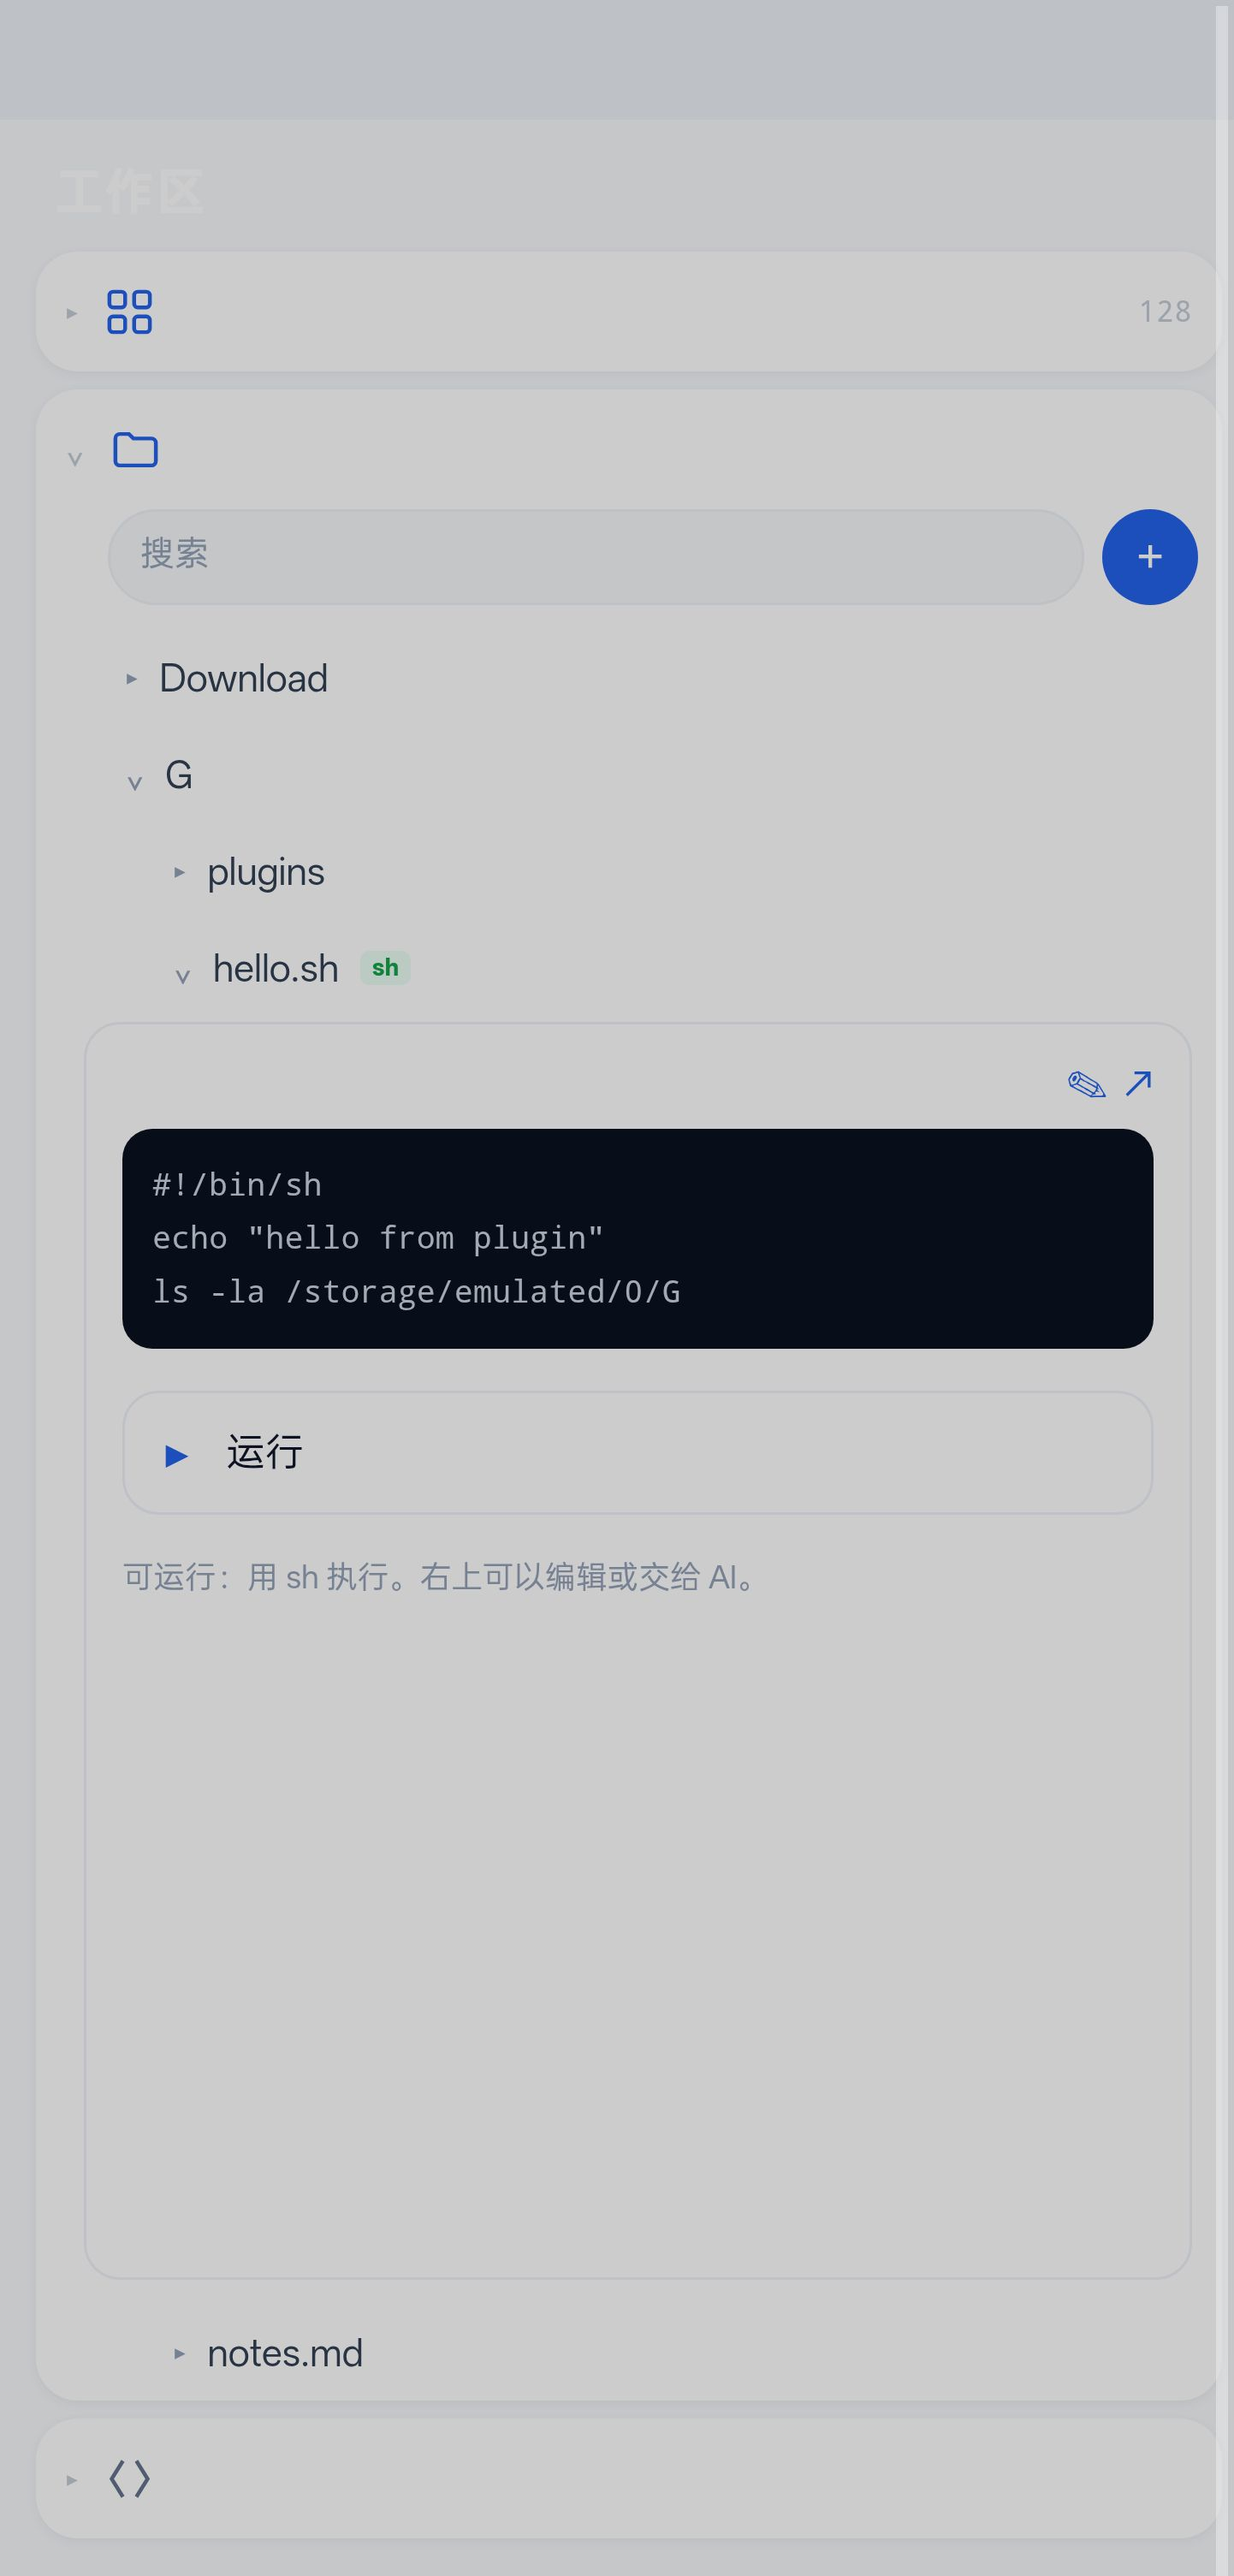 工作区
128
搜索
+
Download
G
plugins
hello.sh sh
#!/bin/sh
echo "hello from plugin"
ls -la /storage/emulated/0/G
运行
可运行：用 sh 执行。右上可以编辑或交给 AI。
notes.md